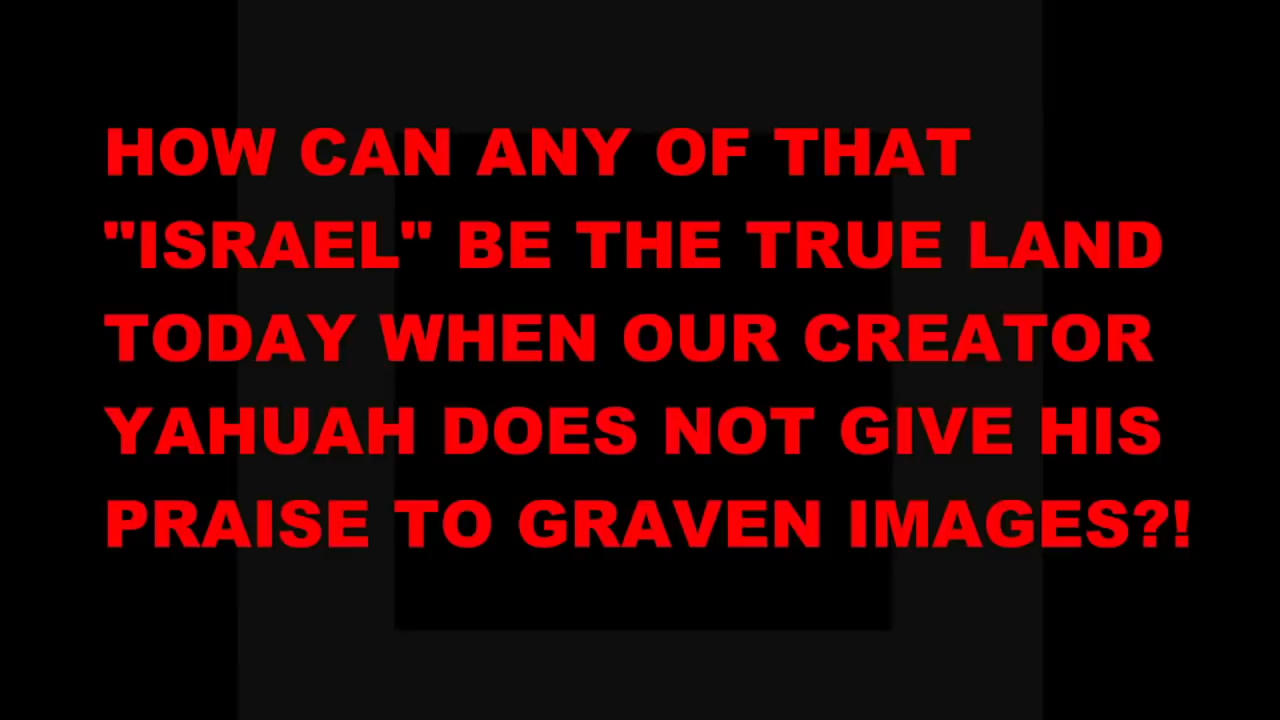 HOW CAN ANY OF THAT
"ISRAEL" BE THE TRUE LAND
TODAY WHEN OUR CREATOR
YAHUAH DOES NOT GIVE HIS
PRAISE TO GRAVEN IMAGES?!